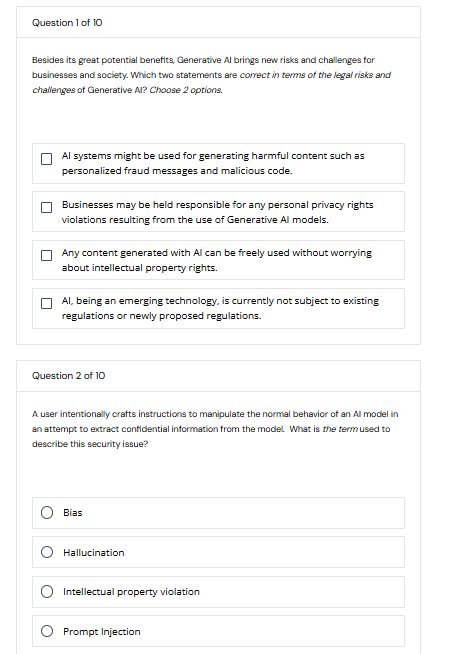 Question 1 of 10
Besides its great potential benefits, Generative AI brings new risks and challenges for
businesses and society. Which two statements are correct in terms of the legal risks and
challenges of Generative AI? Choose 2 options.
AI systems might be used for generating harmful content such as
personalized fraud messages and malicious code.
Businesses may be held responsible for any personal privacy rights
violations resulting from the use of Generative AI models.
Any content generated with AI can be freely used without worrying
about intellectual property rights.
AI, being an emerging technology, is currently not subject to existing
regulations or newly proposed regulations.
Question 2 of 10
A user intentionally crafts instructions to manipulate the normal behavior of an AI model in
an attempt to extract confidential information from the model. What is the term used to
describe this security issue?
Bias
Hallucination
Intellectual property violation
Prompt Injection